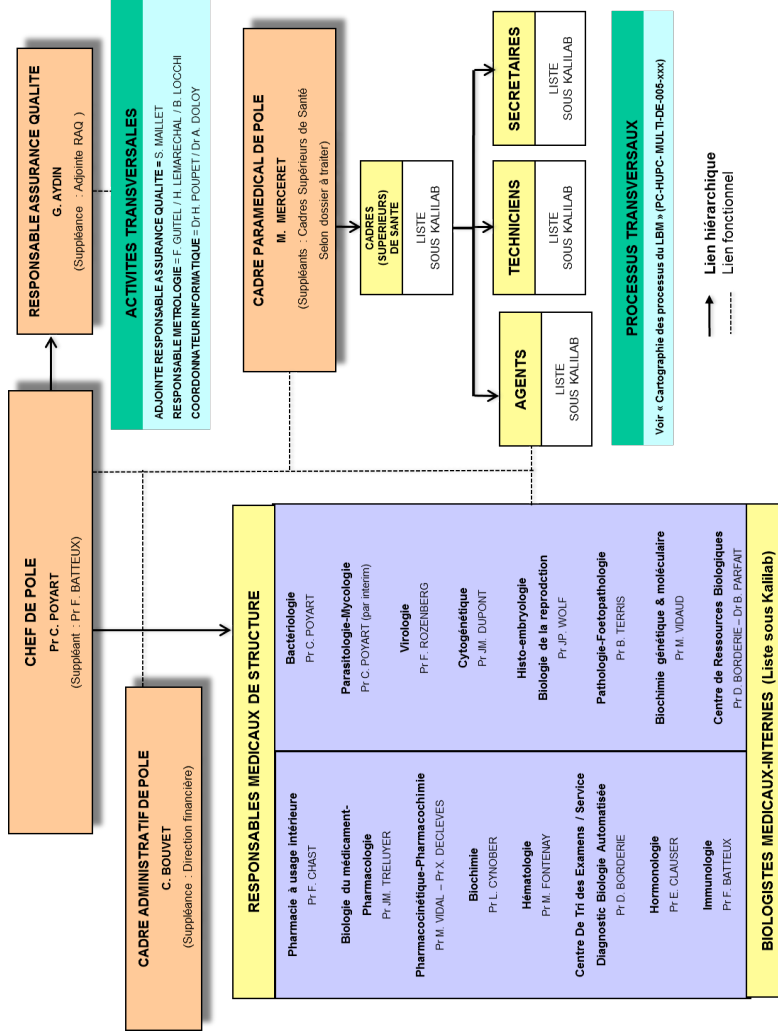 CHEF DE POLE
Pr C. POYART
(Suppléant : Pr F. BATTEUX)
RESPONSABLE ASSURANCE QUALITE
G. AYDIN
(Suppléance : Adjointe RAQ )
CADRE ADMINISTRATIF DE POLE
C. BOUVET
(Suppléance : Direction financière)
ACTIVITES TRANSVERSALES
ADJOINTE RESPONSABLE ASSURANCE QUALITE = S. MAILLET
RESPONSABLE METROLOGIE = F. GUITEL / H. LEMARECHAL / B. LOCCHI
COORDONNATEUR INFORMATIQUE = Dr H. POUPET / Dr A. DOLOY
RESPONSABLES MEDICAUX DE STRUCTURE
Pharmacie à usage intérieure
Pr F. CHAST
Biologie du médicament-
Pharmacologie
Pr JM. TRELUYER
Pharmacocinétique-Pharmacochimie
Pr M. VIDAL – Pr X. DECLEVES
Biochimie
Pr L. CYNOBER
Hématologie
Pr M. FONTENAY
Centre De Tri des Examens / Service
Diagnostic Biologie Automatisée
Pr D. BORDERIE
Hormonologie
Pr E. CLAUSER
Immunologie
Pr F. BATTEUX
Bactériologie
Pr C. POYART
Parasitologie-Mycologie
Pr C. POYART (par interim)
Virologie
Pr F. ROZENBERG
Cytogénétique
Pr JM. DUPONT
Histo-embryologie
Biologie de la reprodction
Pr JP. WOLF
Pathologie-Foetopathologie
Pr B. TERRIS
Biochimie génétique & moléculaire
Pr M. VIDAUD
Centre de Ressources Biologiques
Pr D. BORDERIE – Dr B. PARFAIT
BIOLOGISTES MEDICAUX-INTERNES (Liste sous Kalilab)
CADRE PARAMEDICAL DE POLE
M. MERCERET
(Suppléants : Cadres Supérieurs de Santé
Selon dossier à traiter)
CADRES
(SUPERIEURS)
DE SANTE
LISTE
SOUS KALILAB
AGENTS
LISTE
SOUS KALILAB
TECHNICIENS
LISTE
SOUS KALILAB
SECRETAIRES
LISTE
SOUS KALILAB
PROCESSUS TRANSVERSAUX
Voir « Cartographie des processus du LBM » (PC-HUPC- MULTI-DE-005-xxx)
Lien hiérarchique
Lien fonctionnel